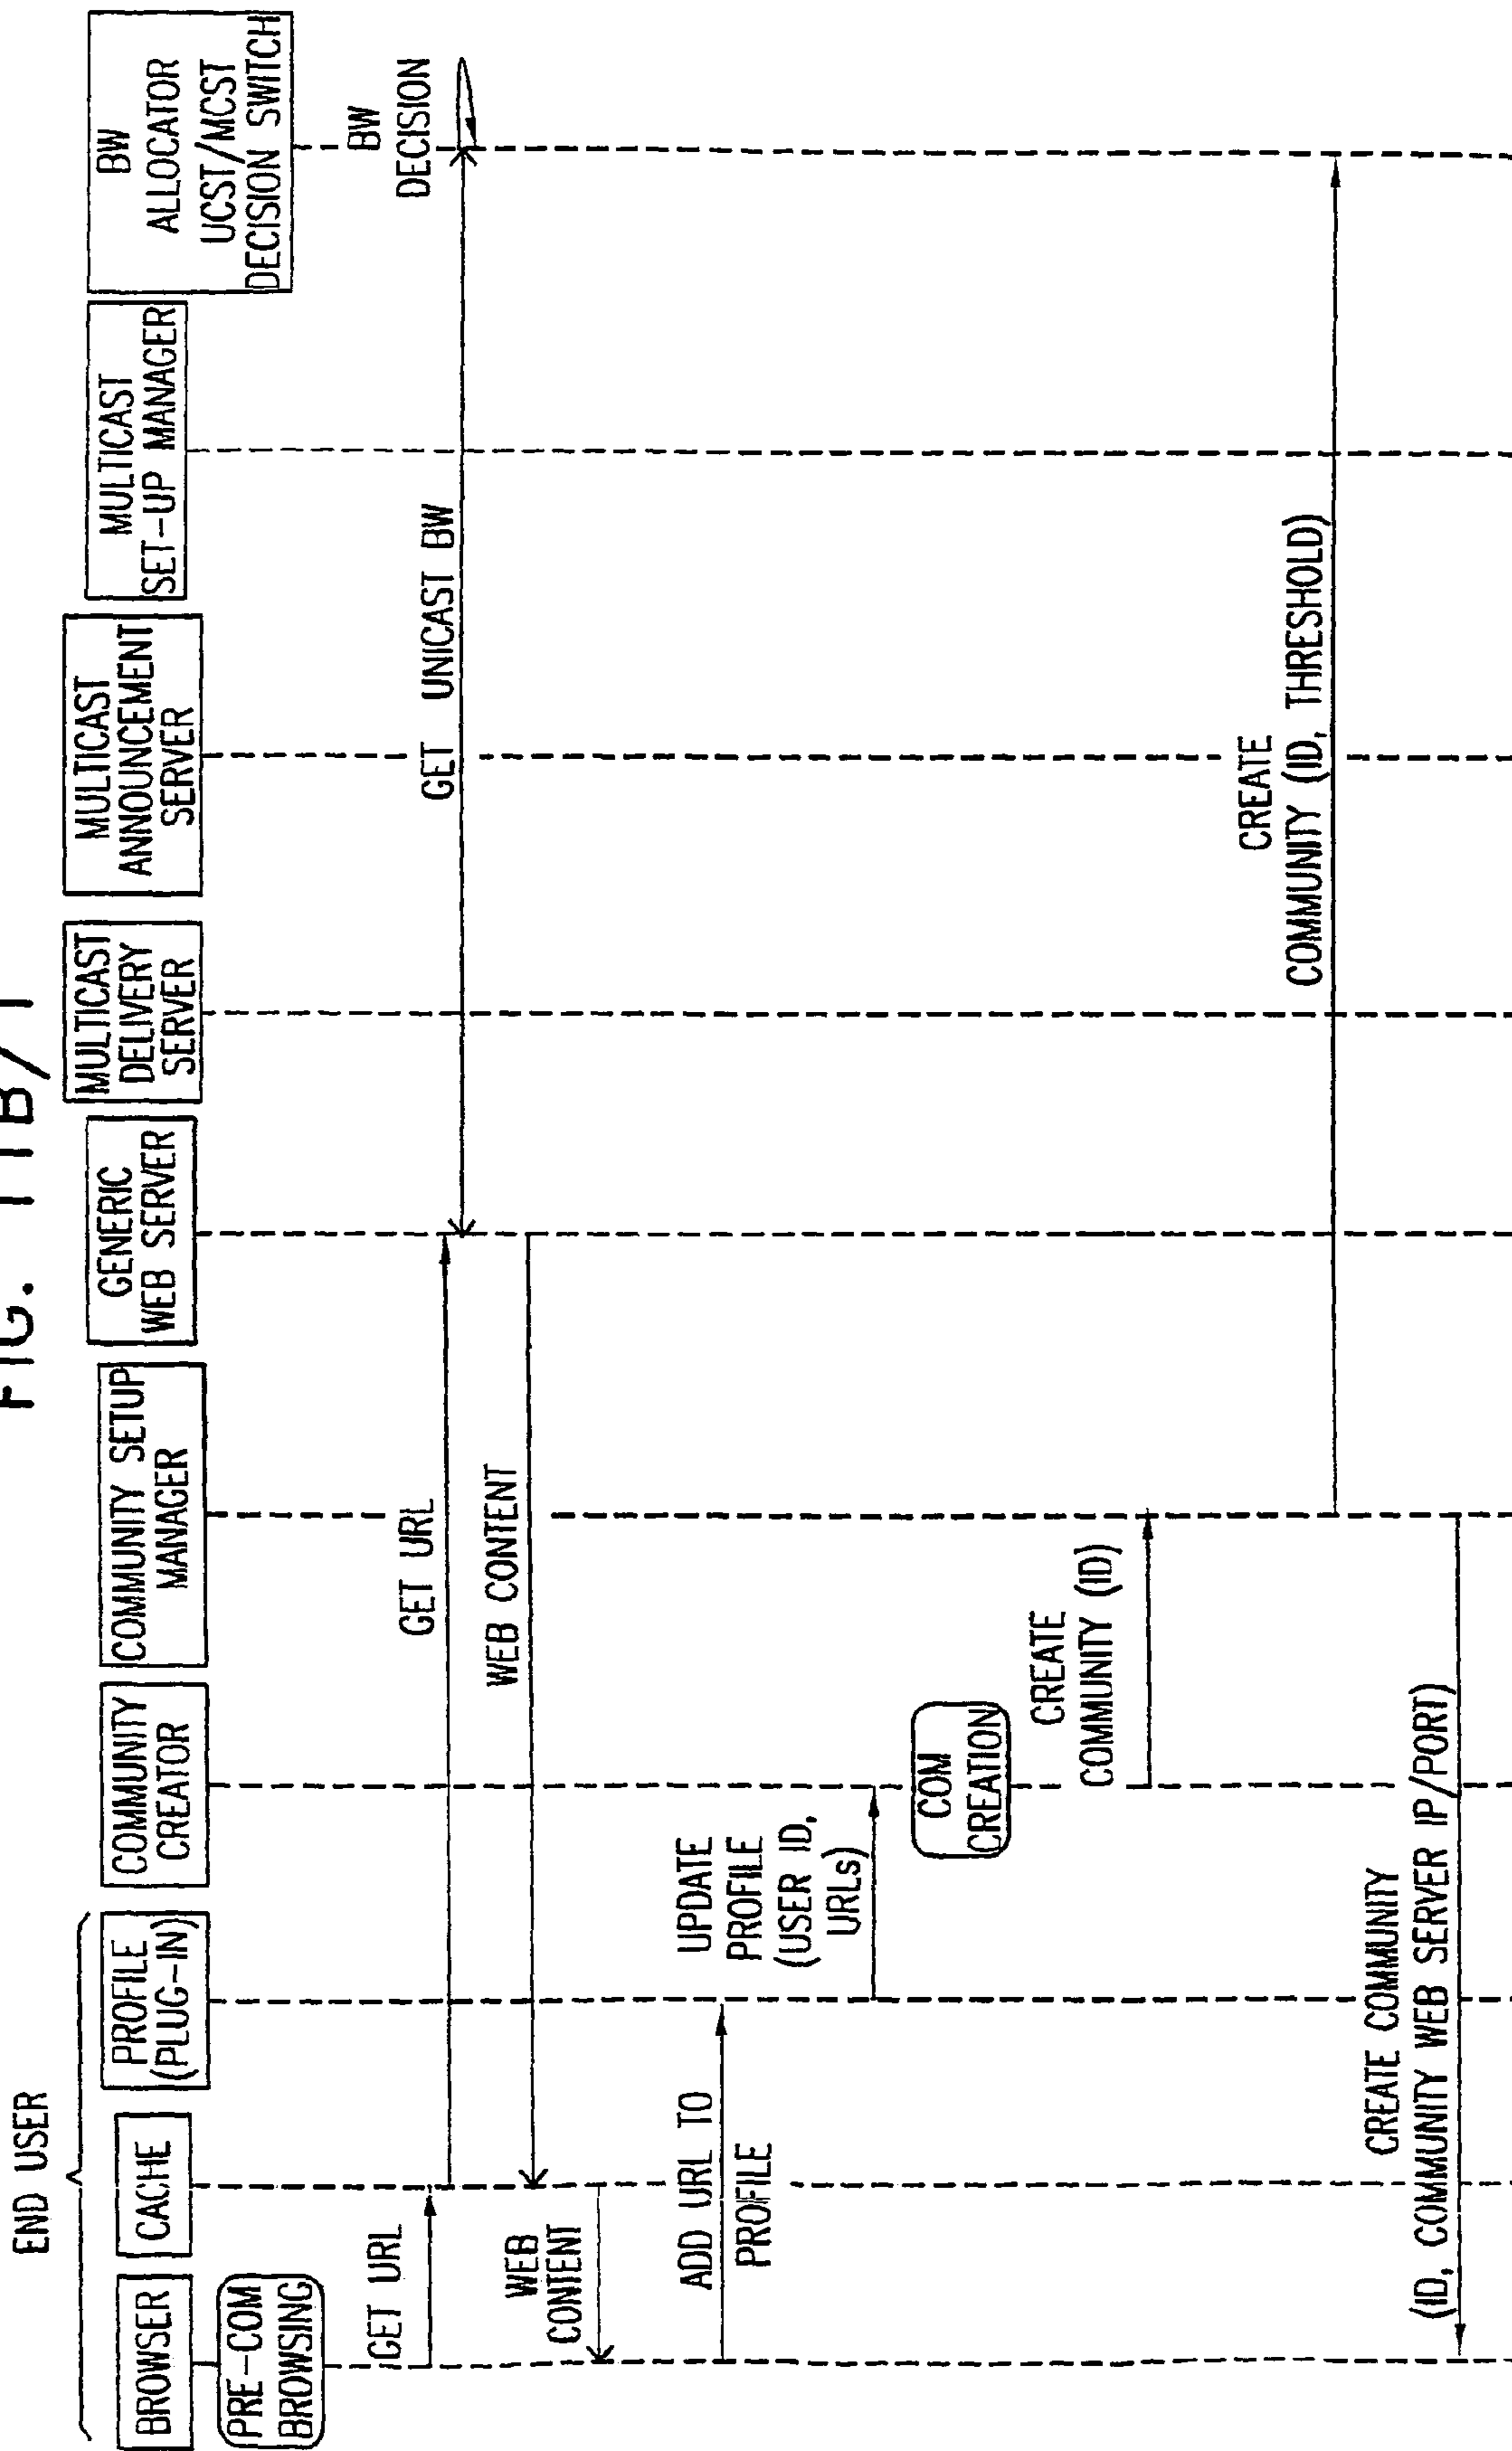 FIG. 11B/1
END USER
BROWSER
CACHE
PROFILE
(PLUG-IN)
COMMUNITY
CREATOR
COMMUNITY SETUP
MANAGER
GENERIC
WEB SERVER
MULTICAST
DELIVERY
SERVER
MULTICAST
ANNOUNCEMENT
SERVER
MULTICAST
SET-UP MANAGER
BW
ALLOCATOR
UCST/MCST
DECISION SWITCH
PRE-COM
BROWSING
GET URL
GET URL
GET UNICAST BW
BW
DECISION
WEB CONTENT
WEB
CONTENT
ADD URL TO
PROFILE
UPDATE
PROFILE
(USER ID,
URLs)
COM
CREATION
CREATE
COMMUNITY (ID)
CREATE
COMMUNITY (ID, THRESHOLD)
CREATE COMMUNITY
(ID, COMMUNITY WEB SERVER IP/PORT)